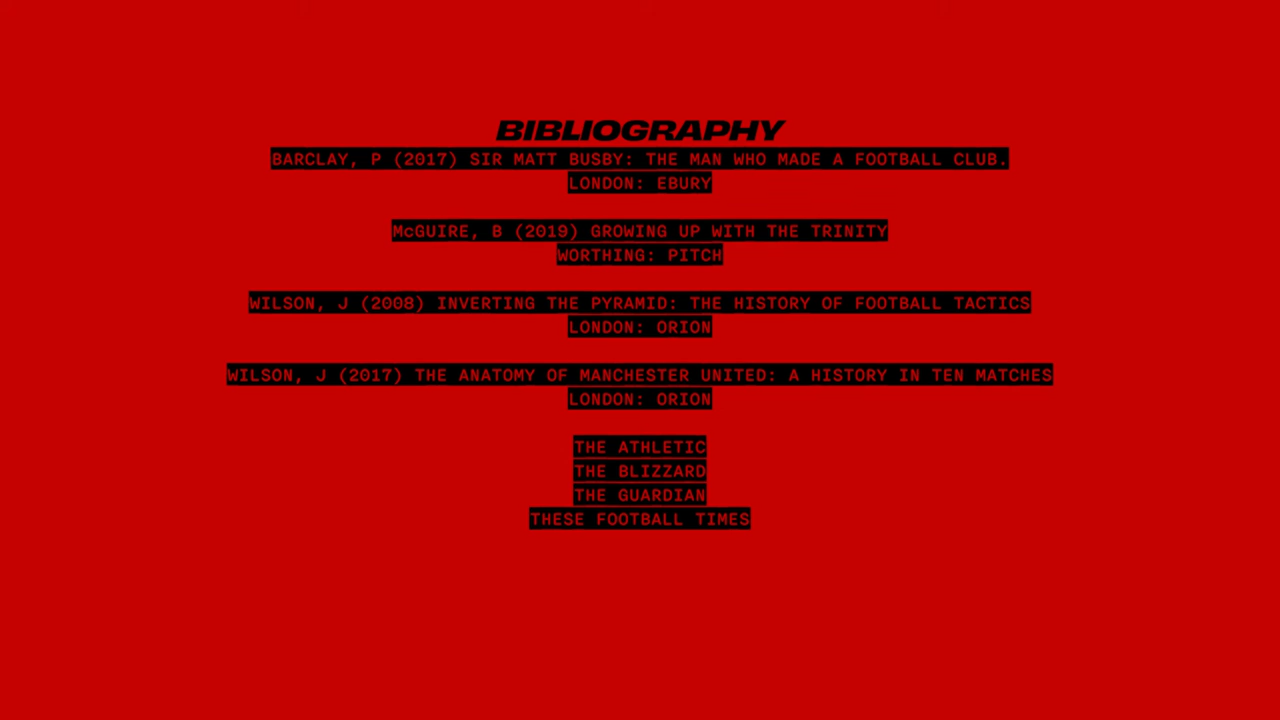 BIBLIOGRAPHY
BARCLAY, P (2017) SIR MATT BUSBY: THE MAN WHO MADE A FOOTBALL CLUB.
LONDON: EBURY
McGUIRE, B (2019) GROWING UP WITH THE TRINITY
WORTHING: PITCH
WILSON, J (2008) INVERTING THE PYRAMID: THE HISTORY OF FOOTBALL TACTICS
LONDON: ORION
WILSON, J (2017) THE ANATOMY OF MANCHESTER UNITED: A HISTORY IN TEN MATCHES
LONDON: ORION
THE ATHLETIC
THE BLIZZARD
THE GUARDIAN
THESE FOOTBALL TIMES